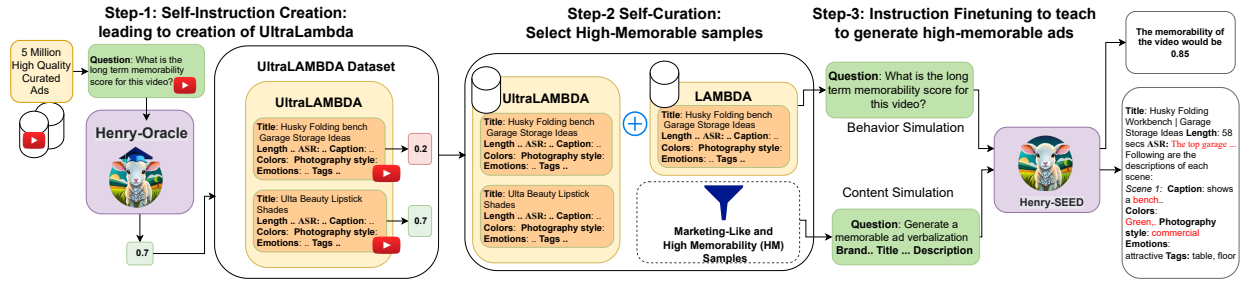 Step-1: Self-Instruction Creation:
leading to creation of UltraLambda
5 Million
High Quality
Curated
Ads
Question: What is the
long term memorability
score for this video?
Henry-Oracle
0.7
UltraLAMBDA Dataset
UltraLAMBDA
Title: Husky Folding bench
Garage Storage Ideas
Length .. ASR: .. Caption: ..
Colors: Photography style:
Emotions: .. Tags ..
0.2
Title: Ulta Beauty Lipstick
Shades
Length .. ASR: .. Caption: ..
Colors: Photography style:
Emotions: .. Tags ..
0.7
Step-2 Self-Curation:
Select High-Memorable samples
UltraLAMBDA
Title: Husky Folding bench
Garage Storage Ideas
Length .. ASR: .. Caption: ..
Colors: Photography style:
Emotions: .. Tags ..
Title: Ulta Beauty Lipstick
Shades
Length .. ASR: .. Caption: ..
Colors: Photography style:
Emotions: .. Tags ..
LAMBDA
Title: Husky Folding bench
Garage Storage Ideas
Length .. ASR: .. Caption: ..
Colors: Photography style:
Emotions: .. Tags ..
Marketing-Like and
High Memorability (HM)
Samples
Step-3: Instruction Finetuning to teach
to generate high-memorable ads
Question: What is the long
term memorability score for
this video?
Behavior Simulation
Content Simulation
Question: Generate a
memorable ad verbalization
Brand.. Title ... Description
Henry-SEED
The memorability of
the video would be
0.85
Title: Husky Folding
Workbench | Garage
Storage Ideas Length: 58
secs ASR: The top garage ...
Following are the
descriptions of each
scene:
Scene 1: Caption: shows
a bench..
Colors:
Green,. Photography
style: commercial
Emotions:
attractive Tags: table, floor